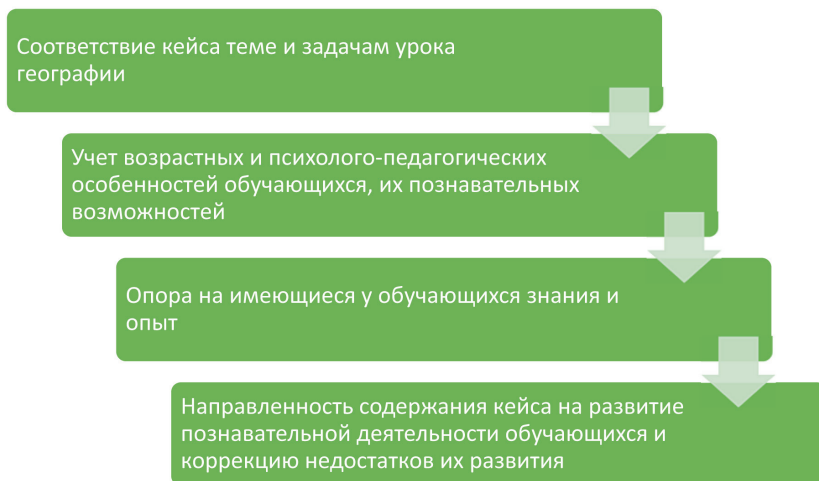 Соответствие кейса теме и задачам урока
географии
Учет возрастных и психолого-педагогических
особенностей обучающихся, их познавательных
возможностей
Опора на имеющиеся у обучающихся знания и
опыт
Направленность содержания кейса на развитие
познавательной деятельности обучающихся и
коррекцию недостатков их развития